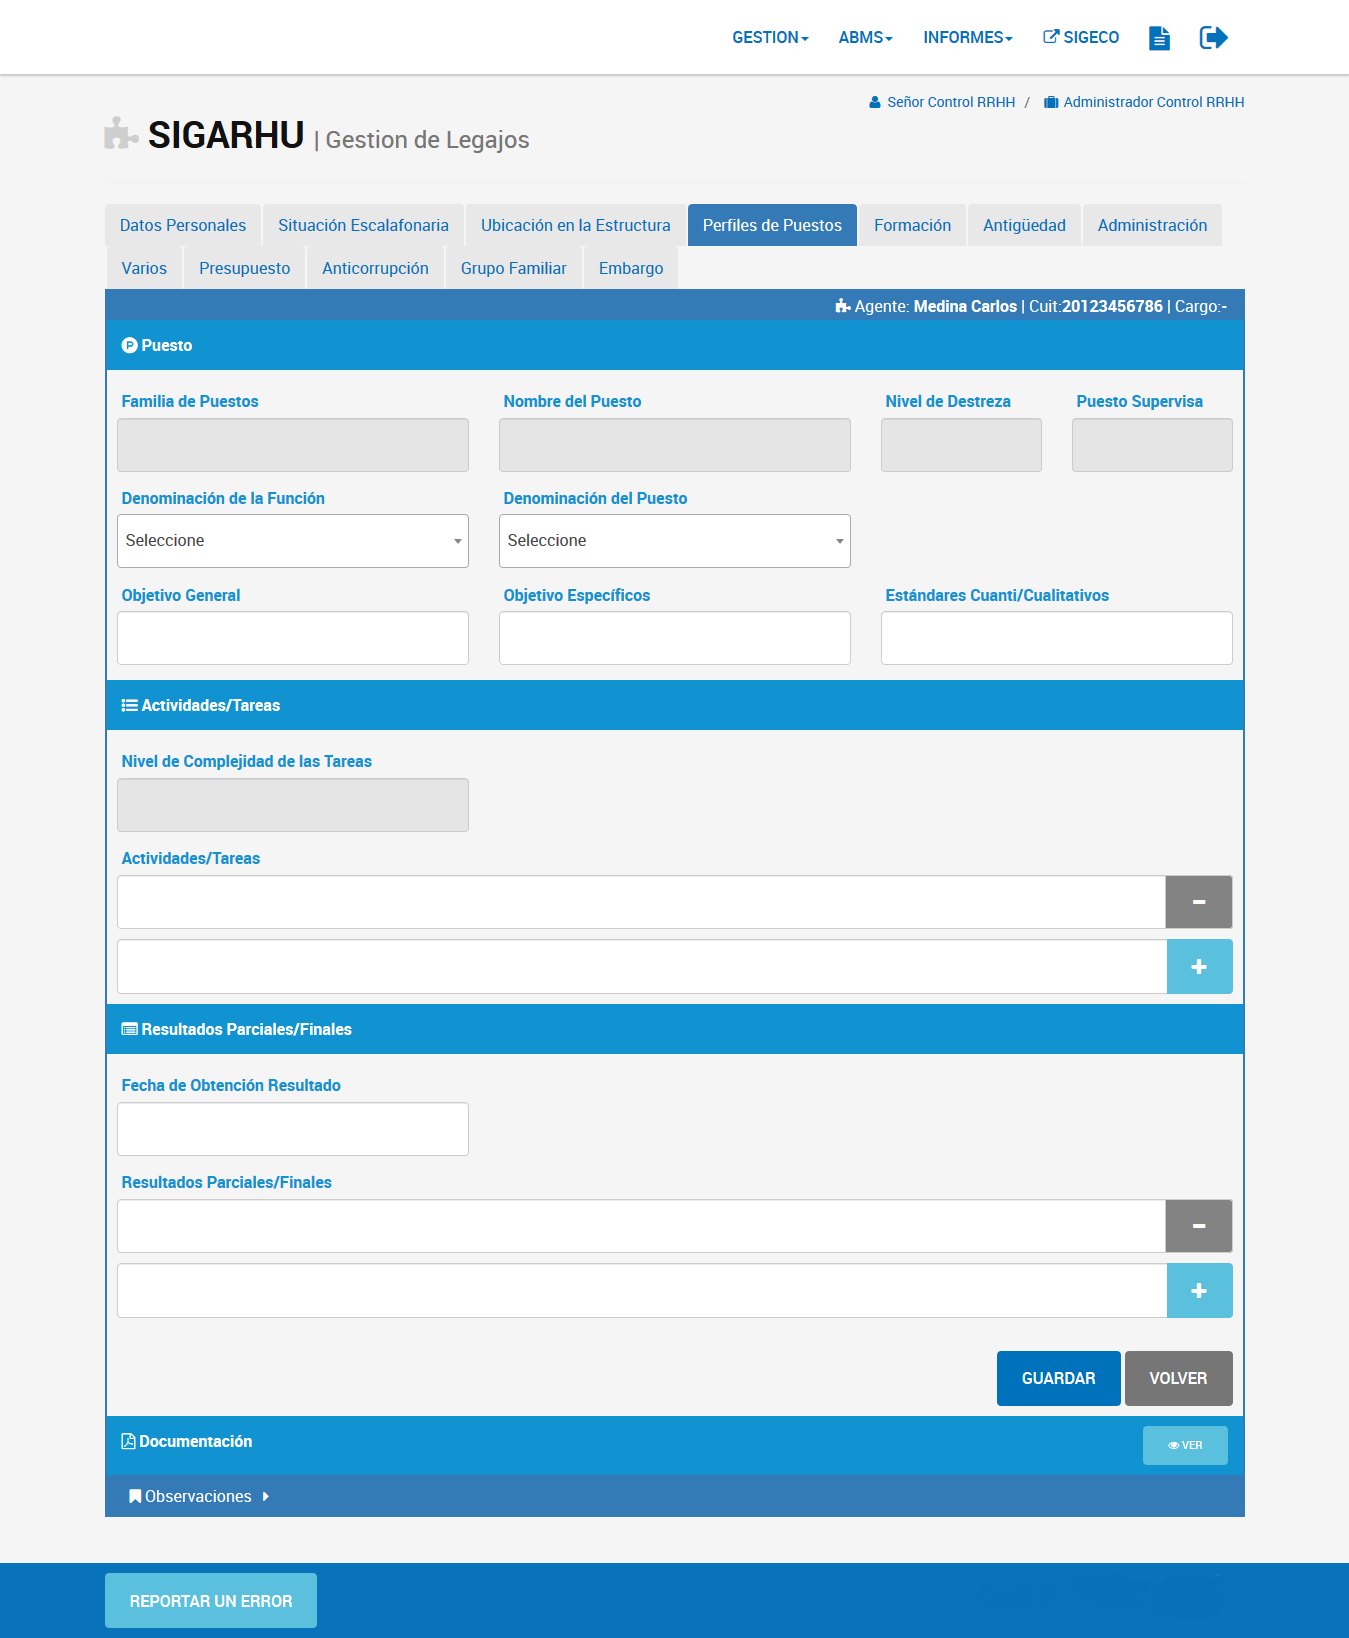 GESTION ABMS INFORMES SIGECO
Señor Control RRHH / Administrador Control RRHH
SIGARHU | Gestion de Legajos
Datos Personales Situación Escalafonaria Ubicación en la Estructura Perfiles de Puestos Formación Antigüedad Administración
Varios Presupuesto Anticorrupción Grupo Familiar Embargo
Agente: Medina Carlos | Cuit:20123456786 | Cargo:-
Puesto
Familia de Puestos Nombre del Puesto Nivel de Destreza Puesto Supervisa
Denominación de la Función Denominación del Puesto
Seleccione Seleccione
Objetivo General Objetivo Específicos Estándares Cuanti/Cualitativos
Actividades/Tareas
Nivel de Complejidad de las Tareas
Actividades/Tareas
Resultados Parciales/Finales
Fecha de Obtención Resultado
Resultados Parciales/Finales
GUARDAR VOLVER
Documentación VER
Observaciones
REPORTAR UN ERROR